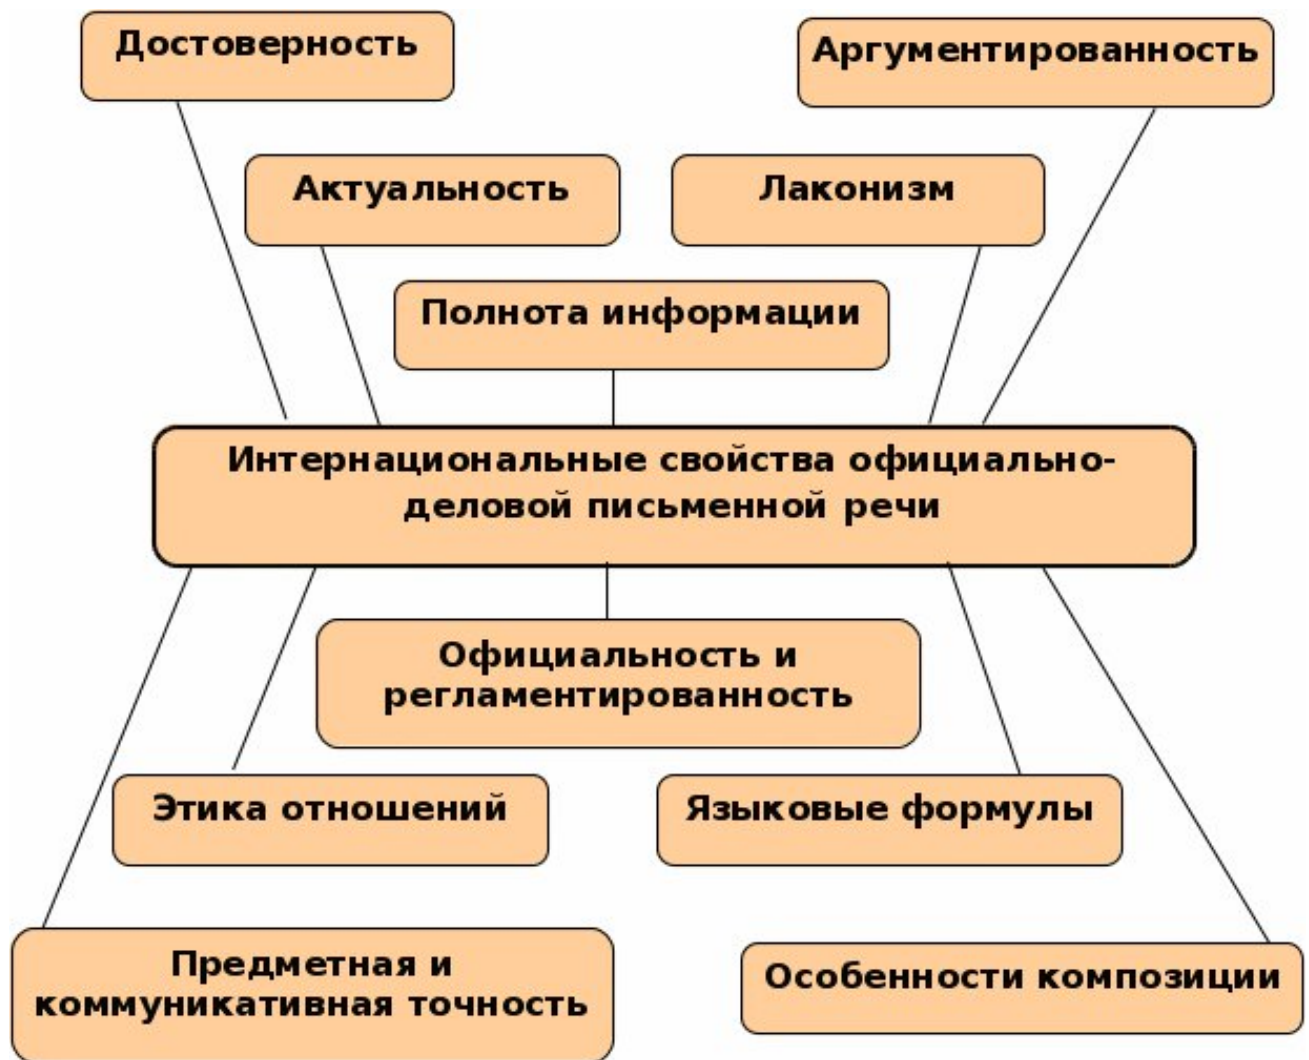 Достоверность
Аргументированность
Актуальность
Лаконизм
Полнота информации
Интернациональные свойства официально-
деловой письменной речи
Официальность и
регламентированность
Этика отношений
Языковые формулы
Предметная и
коммуникативная точность
Особенности композиции